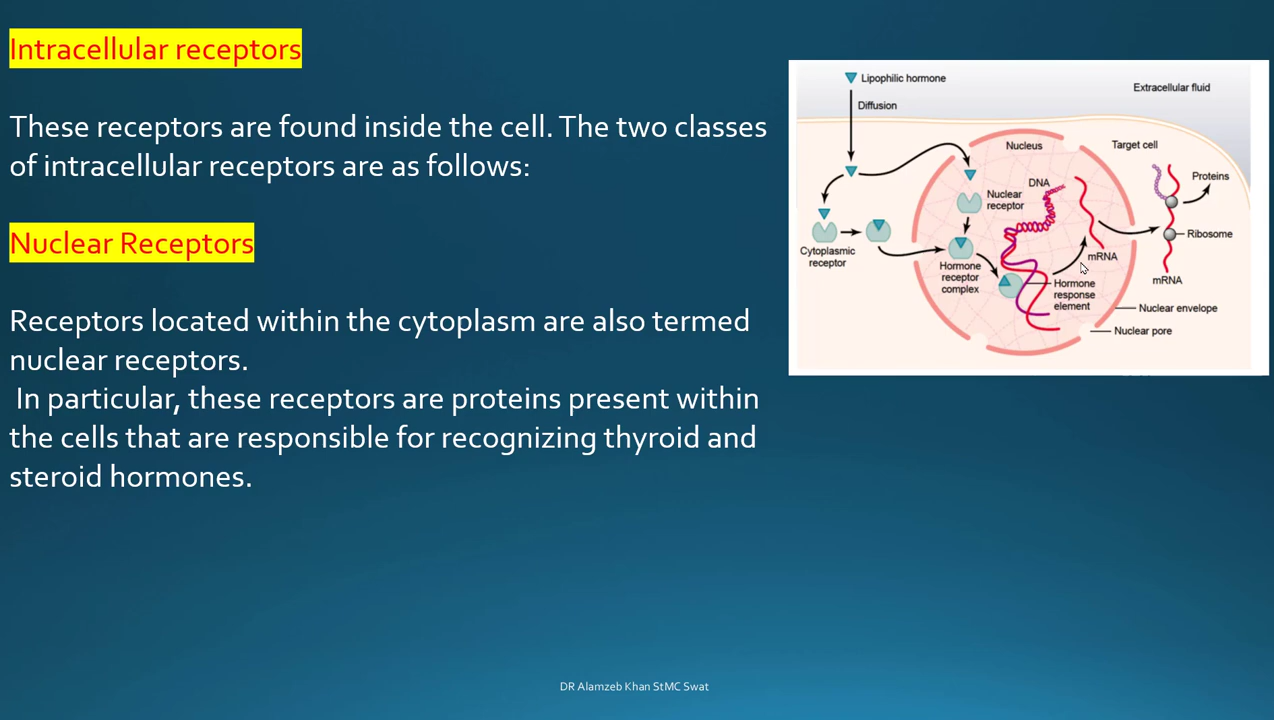 Intracellular receptors
These receptors are found inside the cell. The two classes
of intracellular receptors are as follows:
Nuclear Receptors
Receptors located within the cytoplasm are also termed
nuclear receptors.
In particular, these receptors are proteins present within
the cells that are responsible for recognizing thyroid and
steroid hormones.
Lipophilic hormone
Extracellular fluid
Diffusion
Nucleus
Target cell
DNA
Proteins
Nuclear
receptor
Cytoplasmic
receptor
Ribosome
mRNA
Hormone
receptor
complex
mRNA
Hormone
response
element
Nuclear envelope
Nuclear pore
DR Alamzeb Khan StMC Swat